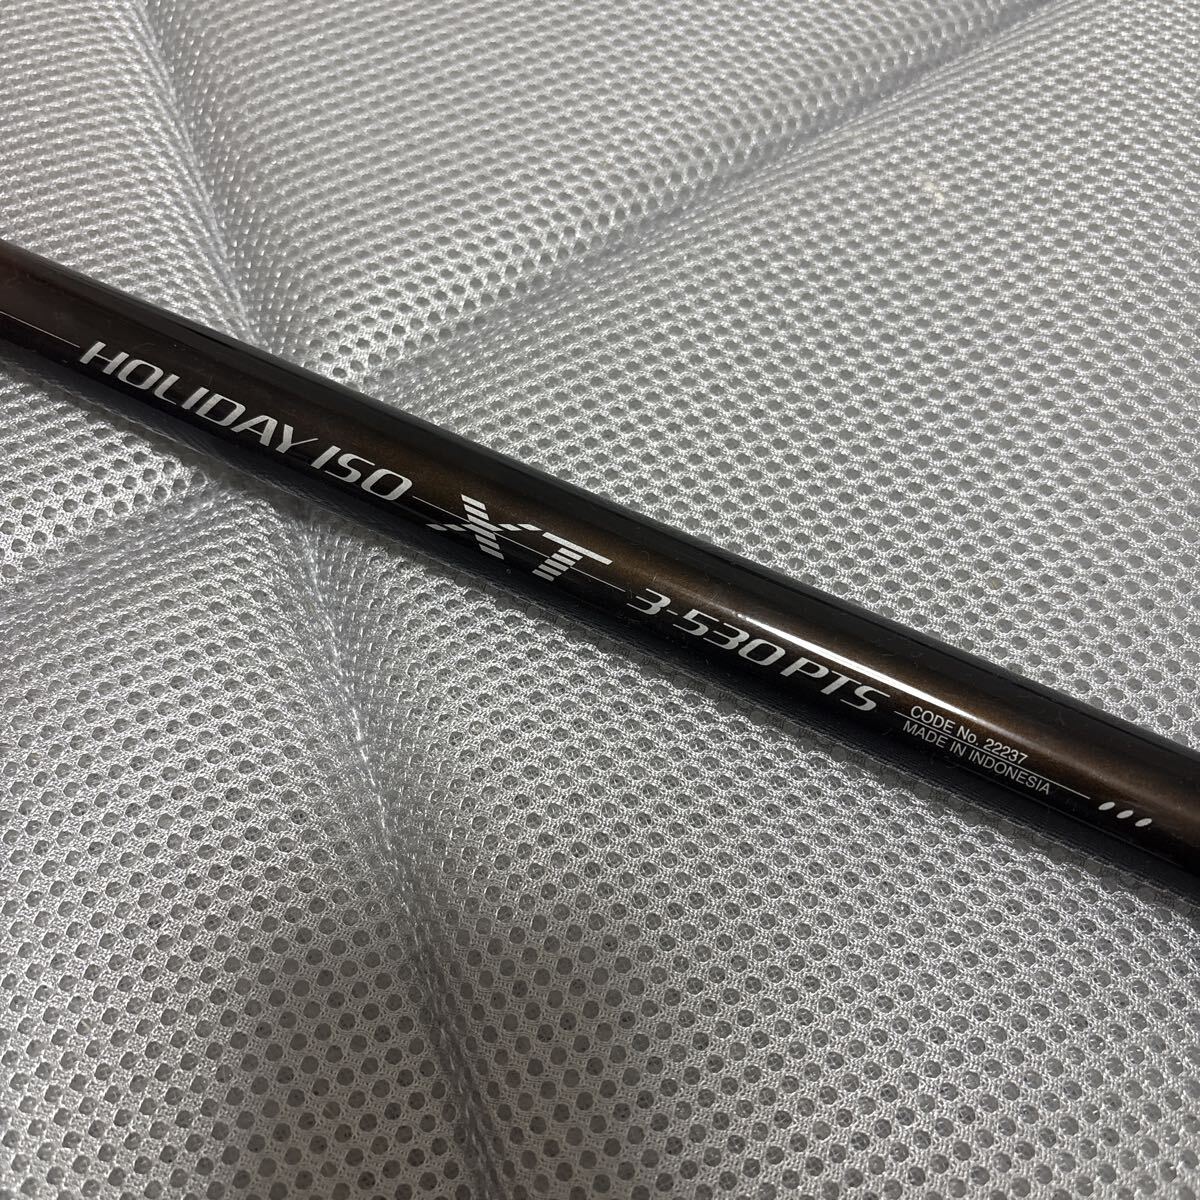 HOLIDAY ISO XT 3-530PTS
CODE No. 22237
MADE IN INDONESIA